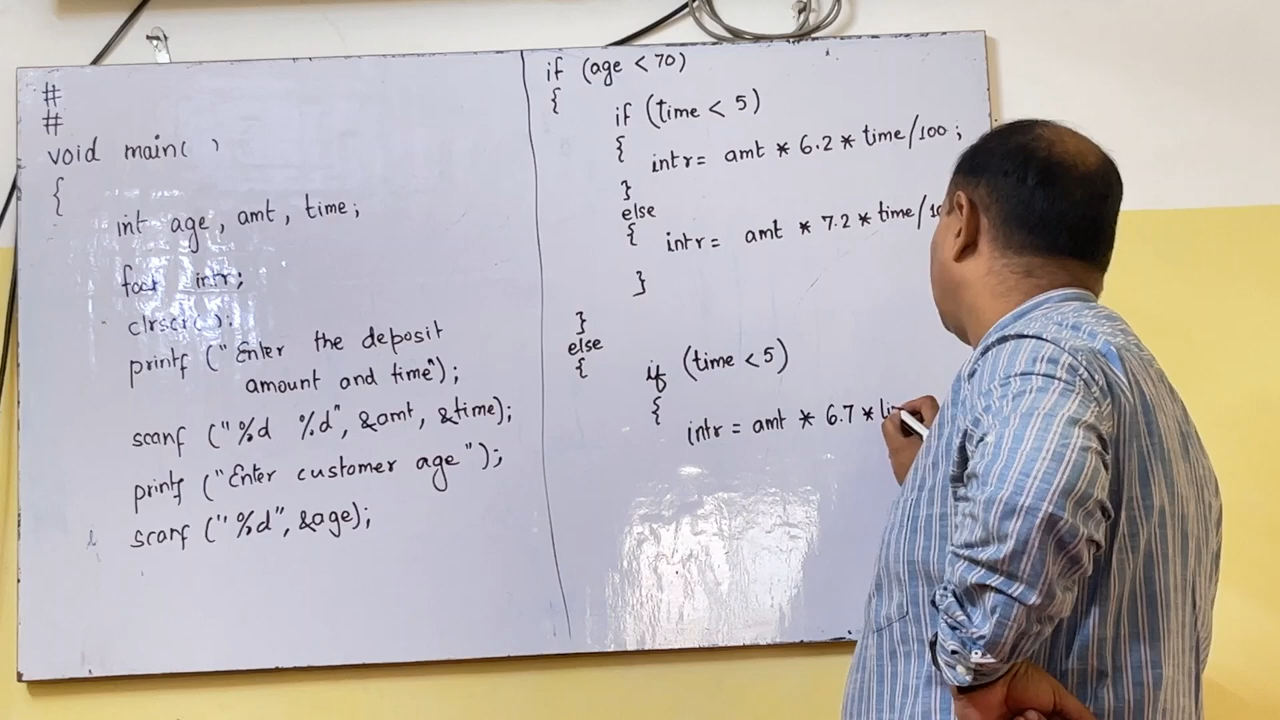 #
#
void main( )
{
int age, amt, time;
foat intr;
clrscr( );
printf ("Enter the deposit
amount and time");
scanf ("%d %d", &amt, &time);
printf ("Enter customer age");
scanf ("%d", &age);
if (age < 70)
{
if (time < 5)
{
intr= amt * 6.2 * time/100 ;
}
else
{
intr= amt * 7.2 * time/10
}
}
else
{
if (time < 5)
{
intr = amt * 6.7 *